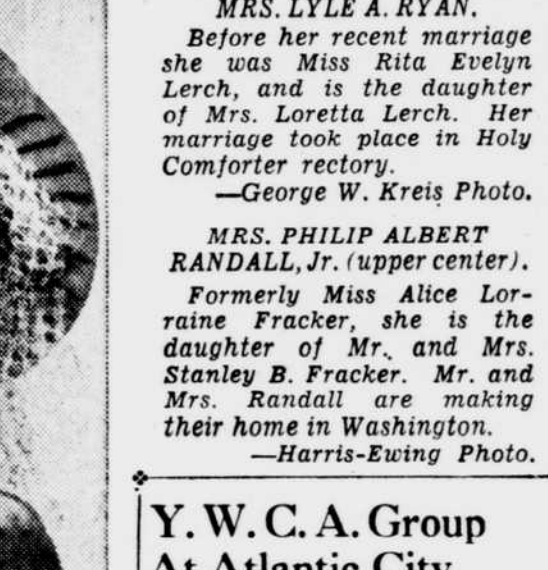 MRS. LYLE A. RYAN.
Before her recent marriage
she was Miss Rita Evelyn
Lerch, and is the daughter
of Mrs. Loretta Lerch. Her
marriage took place in Holy
Comforter rectory.
—George W. Kreis Photo.
MRS. PHILIP ALBERT
RANDALL, Jr. (upper center).
Formerly Miss Alice Lor-
raine Fracker, she is the
daughter of Mr. and Mrs.
Stanley B. Fracker. Mr. and
Mrs. Randall are making
their home in Washington.
—Harris-Ewing Photo.
Y. W. C. A. Group
At Atlantic City